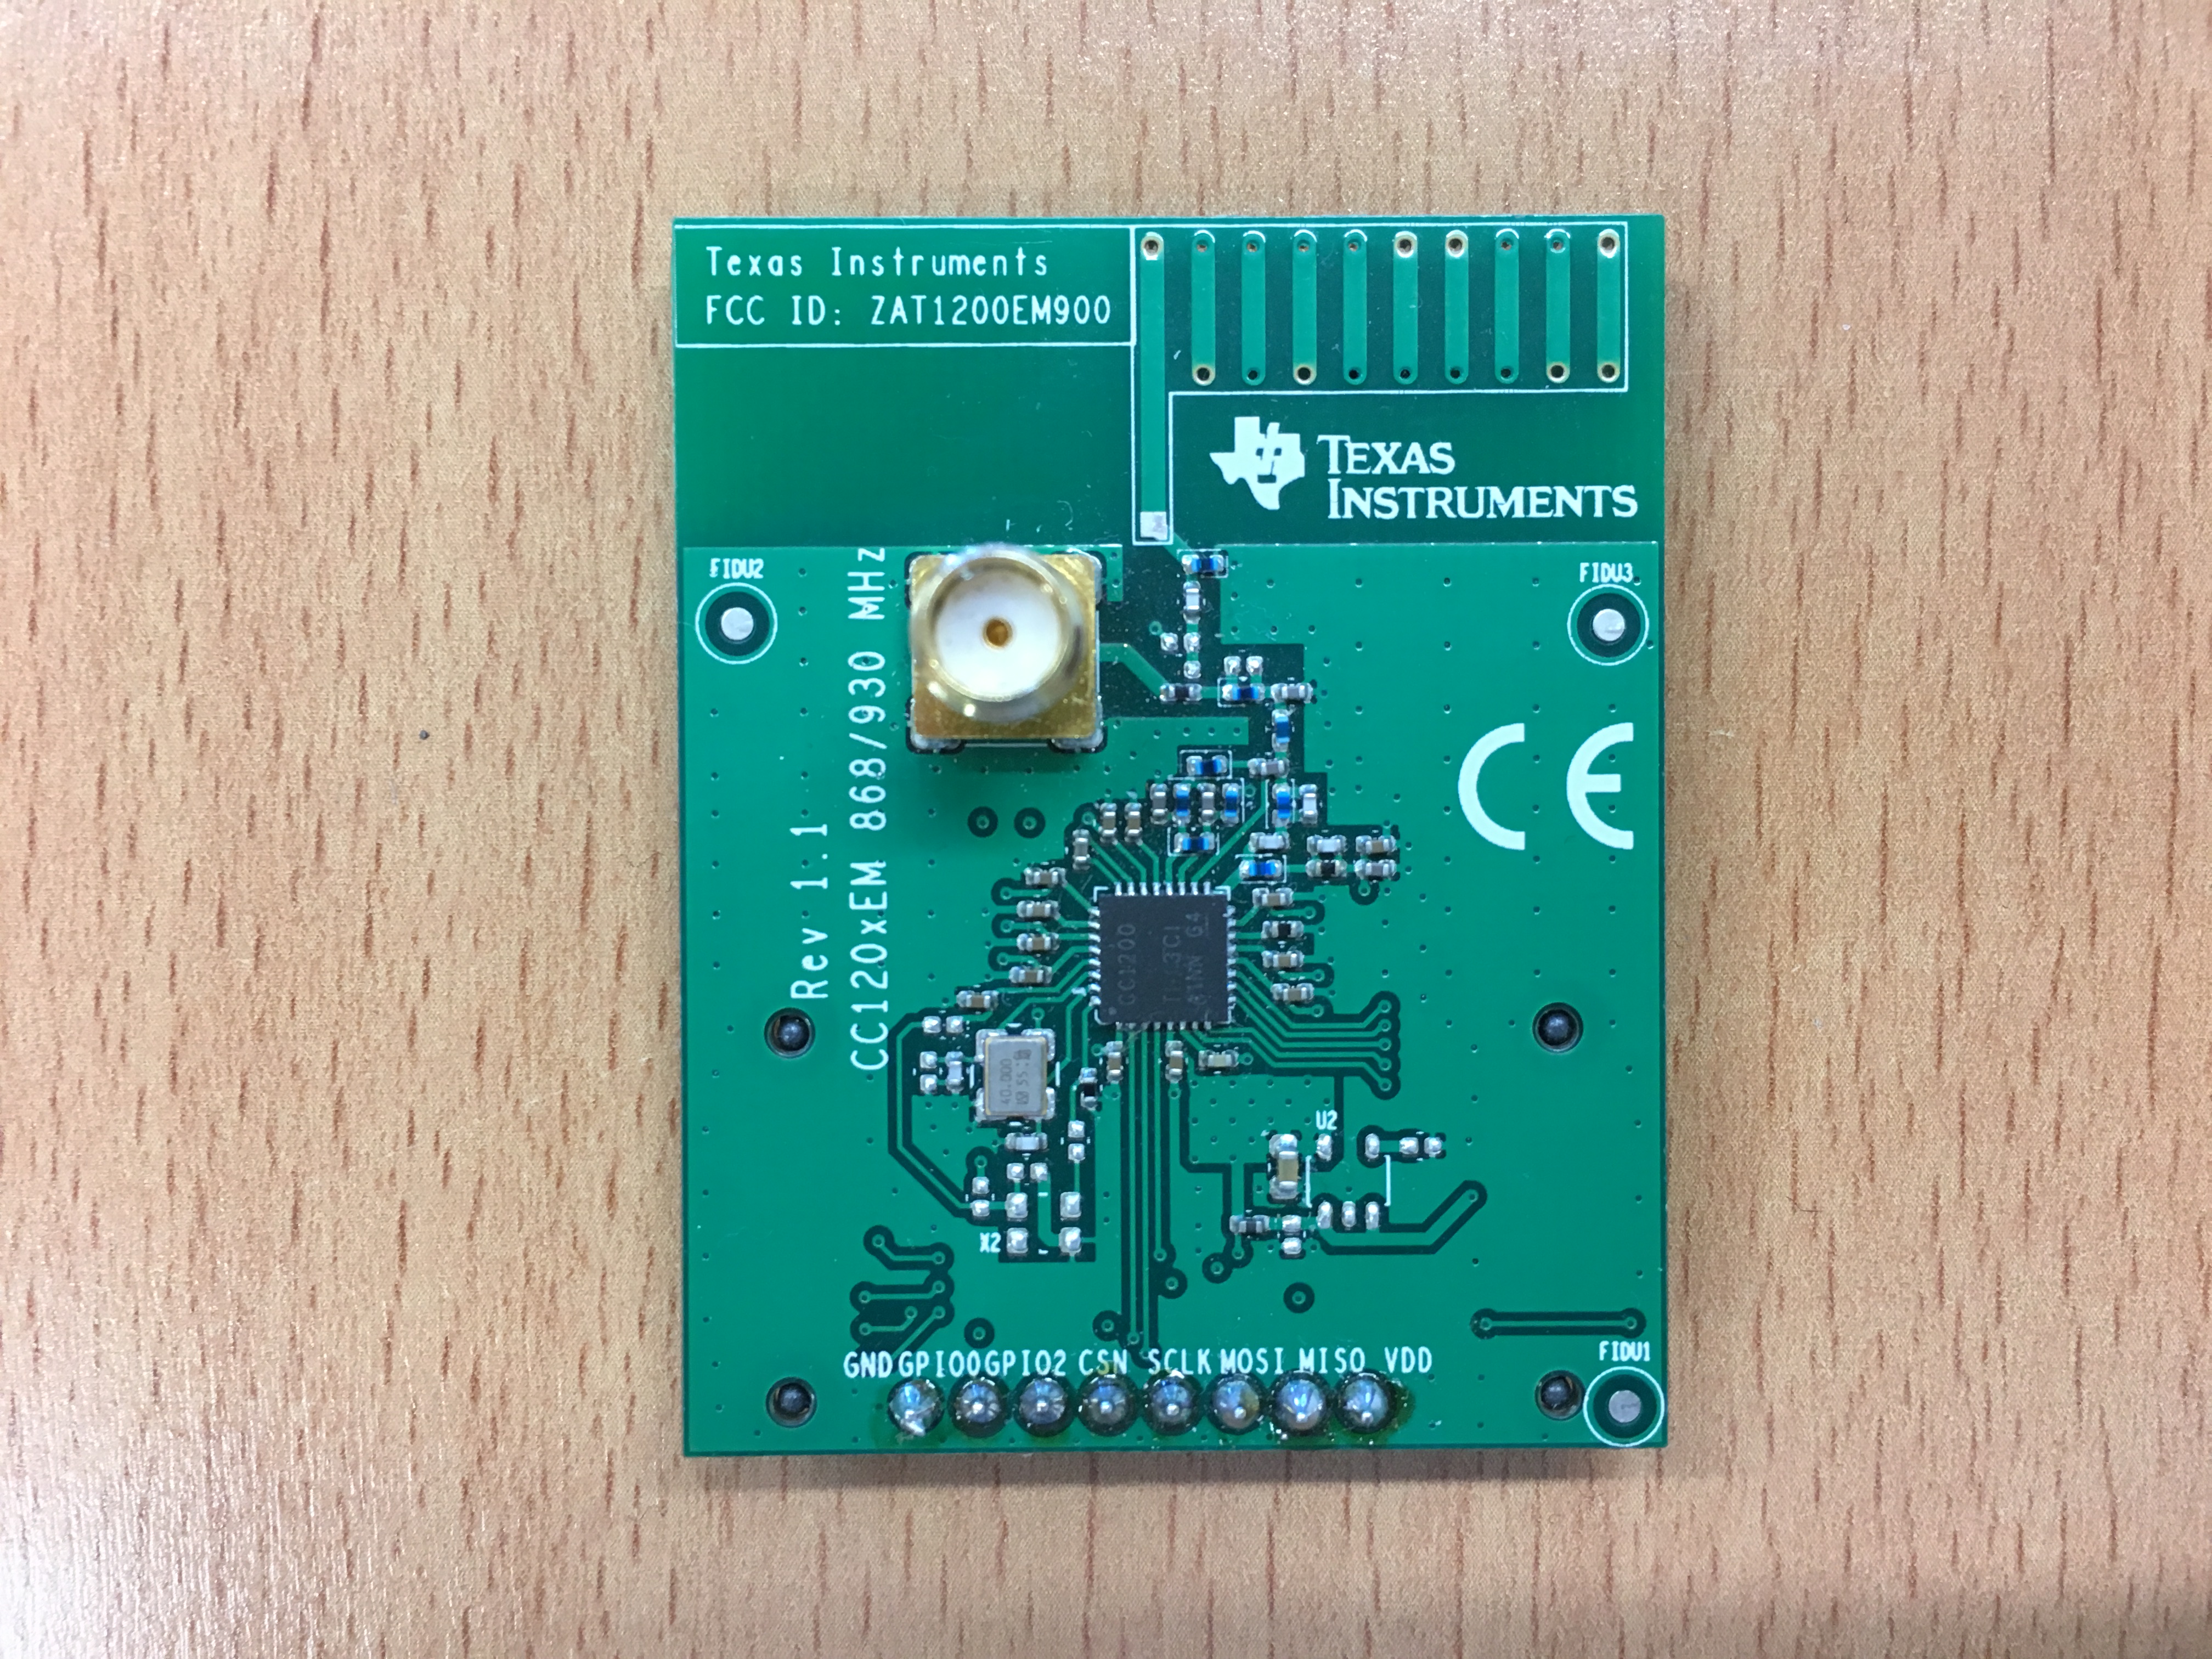 FIDU2
Rev 1.1
CC120xEM 868/930 MHz
Texas Instruments
FCC ID: ZAT1200EM900
GND GPIO0 GPIO2 CSN SCLK MOSI MISO VDD
X2
40.000
CC1200
G4
U2
TEXAS
INSTRUMENTS
CE
FIDU1
FIDU3